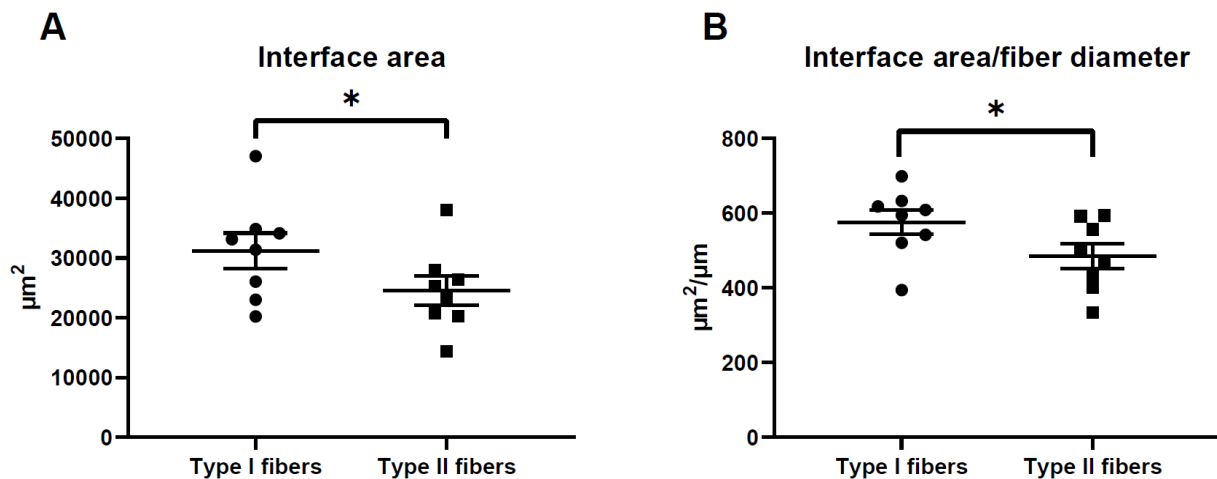 A
Interface area
*
50000
40000
30000
20000
10000
0
µm²
Type I fibers
Type II fibers
B
Interface area/fiber diameter
*
800
600
400
200
0
µm²/µm
Type I fibers
Type II fibers